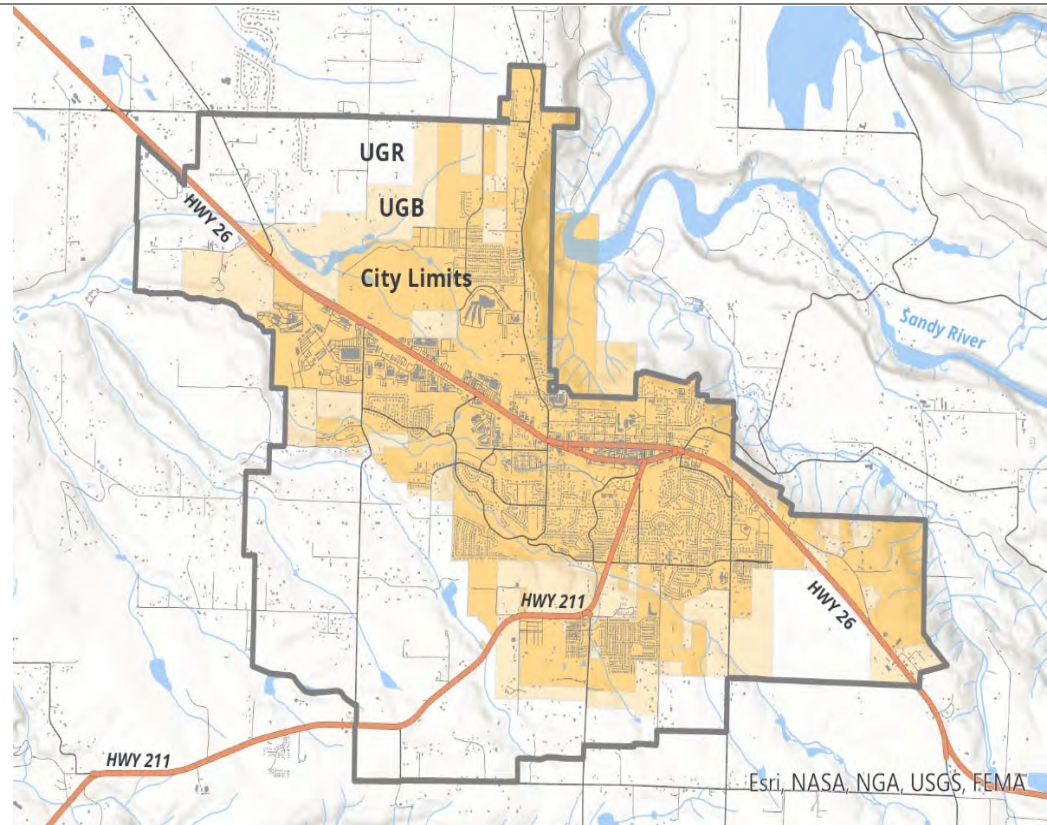 UGR
UGB
HWY 26
City Limits
Sandy River
HWY 211
HWY 26
HWY 211
Esri, NASA, NGA, USGS, FEMA